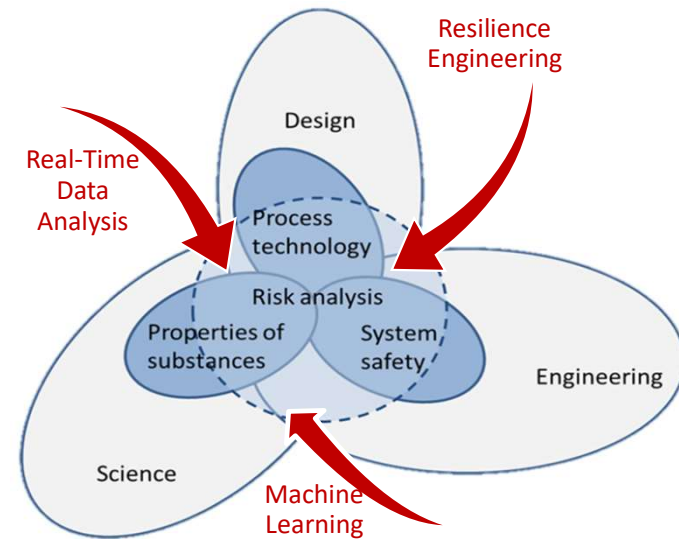 Resilience
Engineering
Design
Real-Time
Data
Analysis
Process
technology
Risk analysis
Properties of
substances
System
safety
Engineering
Science
Machine
Learning